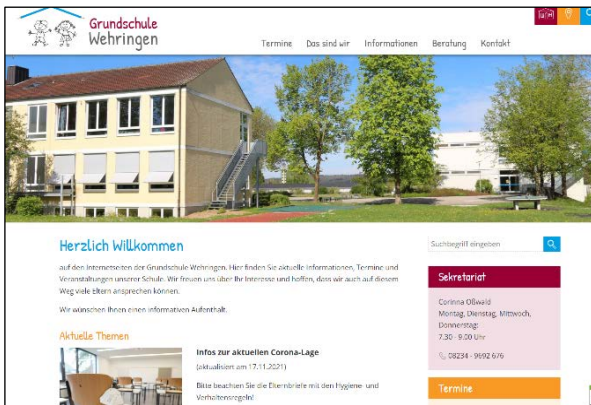 Grundschule
Wehringen
Termine Das sind wir Informationen Beratung Kontakt
Herzlich Willkommen
auf den Internetseiten der Grundschule Wehringen. Hier finden Sie aktuelle Informationen, Termine und
Veranstaltungen unserer Schule. Wir freuen uns über Ihr Interesse und hoffen, dass wir auch auf diesem
Weg viele Eltern ansprechen können.
Wir wünschen Ihnen einen informativen Aufenthalt.
Aktuelle Themen
Infos zur aktuellen Corona-Lage
(aktualisiert am 17.11.2021)
Bitte beachten Sie die Elternbriefe mit den Hygiene- und
Verhaltensregeln!
Suchbegriff eingeben
Sekretariat
Corinna Oßwald
Montag, Dienstag, Mittwoch,
Donnerstag:
7.30 - 9.00 Uhr
08234 - 9692 676
Termine